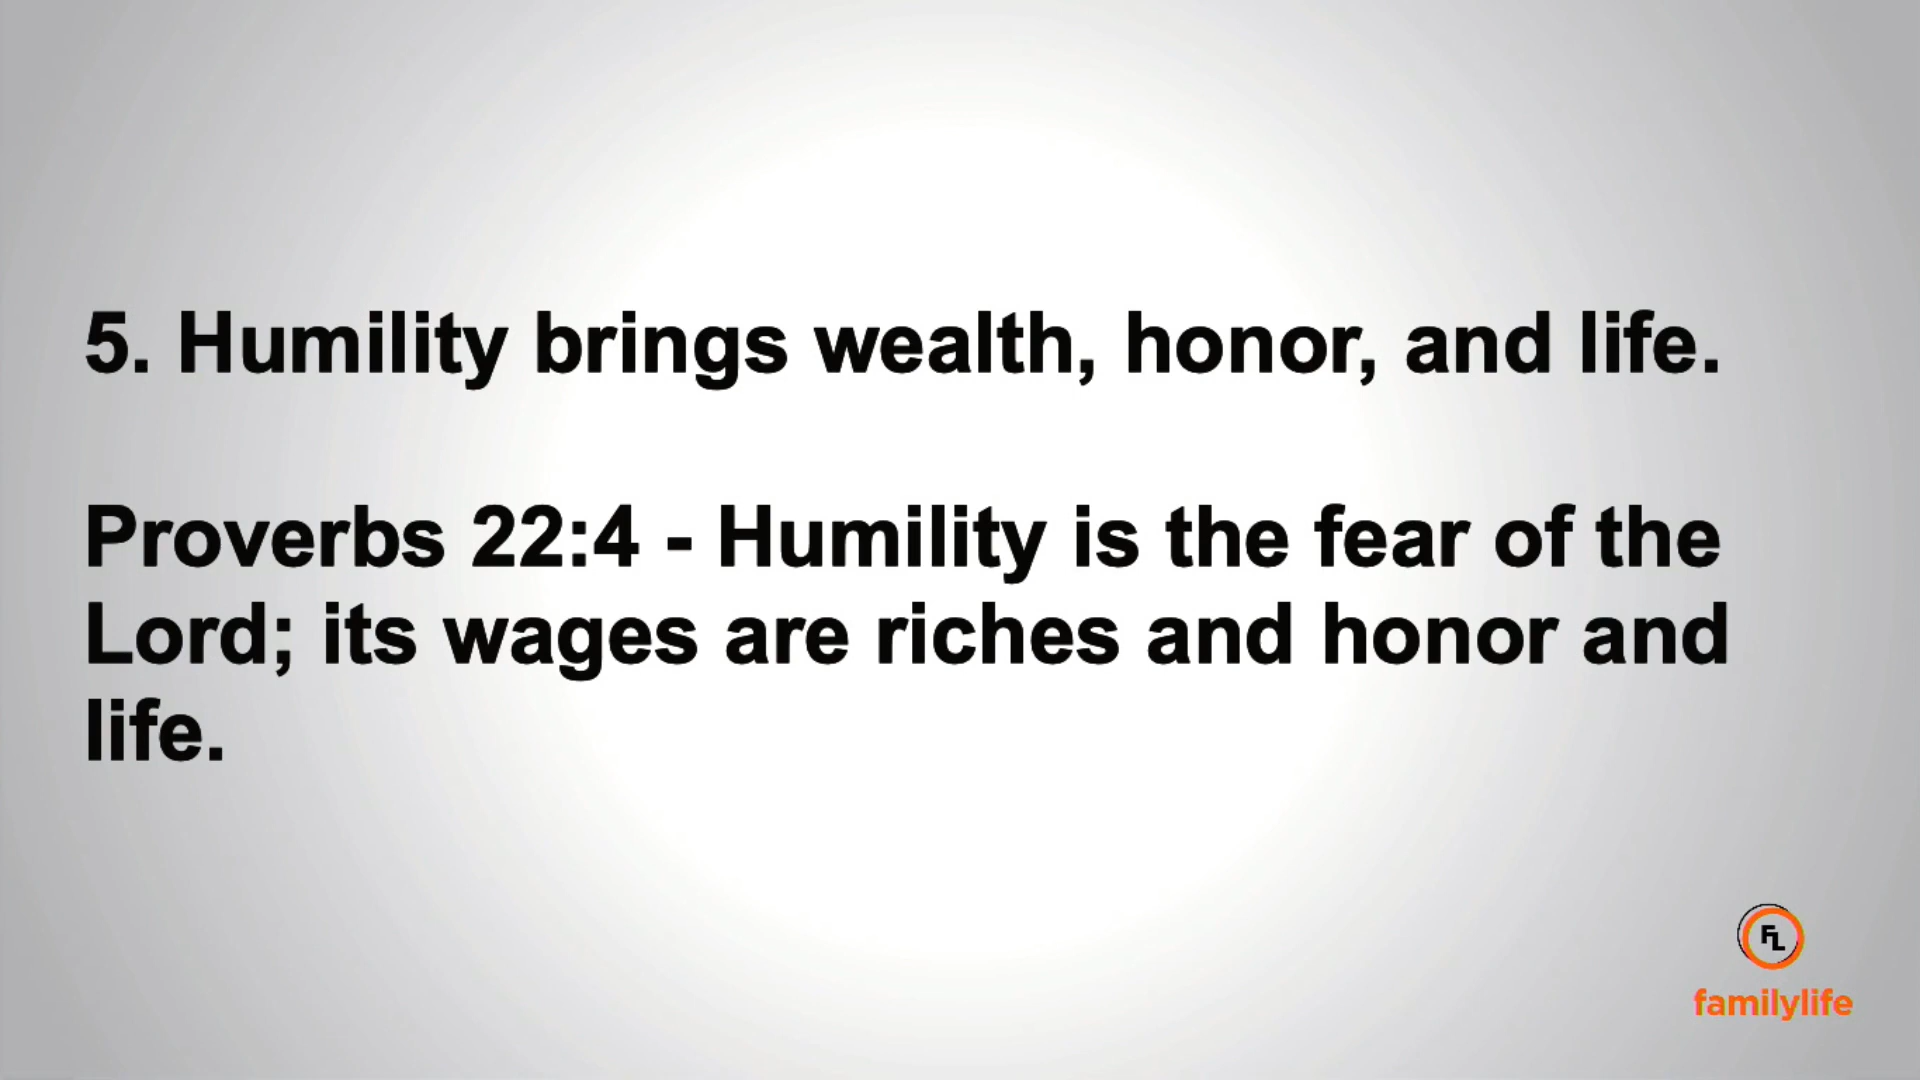 5. Humility brings wealth, honor, and life.
Proverbs 22:4 - Humility is the fear of the
Lord; its wages are riches and honor and
life.
FL
familylife